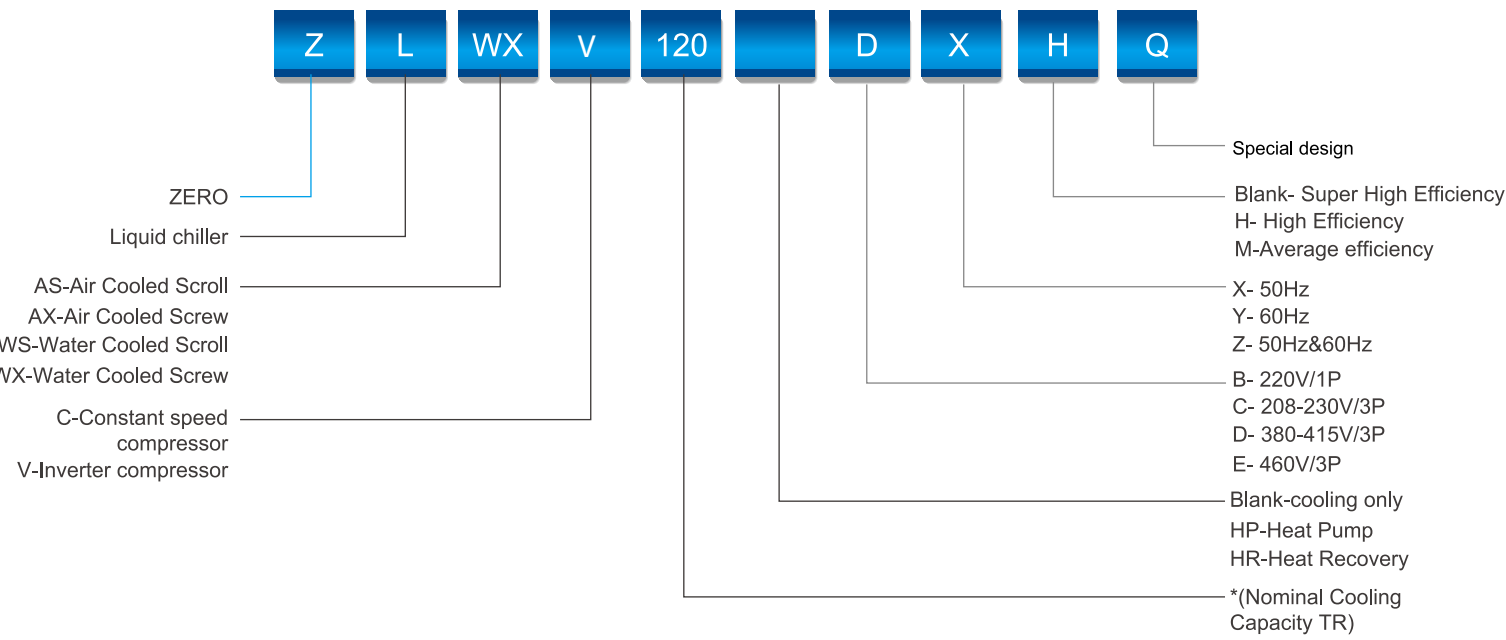 Z L WX V 120 D X H Q
ZERO
Liquid chiller
AS-Air Cooled Scroll
AX-Air Cooled Screw
WS-Water Cooled Scroll
WX-Water Cooled Screw
C-Constant speed
compressor
V-Inverter compressor
Special design
Blank- Super High Efficiency
H- High Efficiency
M-Average efficiency
X- 50Hz
Y- 60Hz
Z- 50Hz&60Hz
B- 220V/1P
C- 208-230V/3P
D- 380-415V/3P
E- 460V/3P
Blank-cooling only
HP-Heat Pump
HR-Heat Recovery
*(Nominal Cooling
Capacity TR)